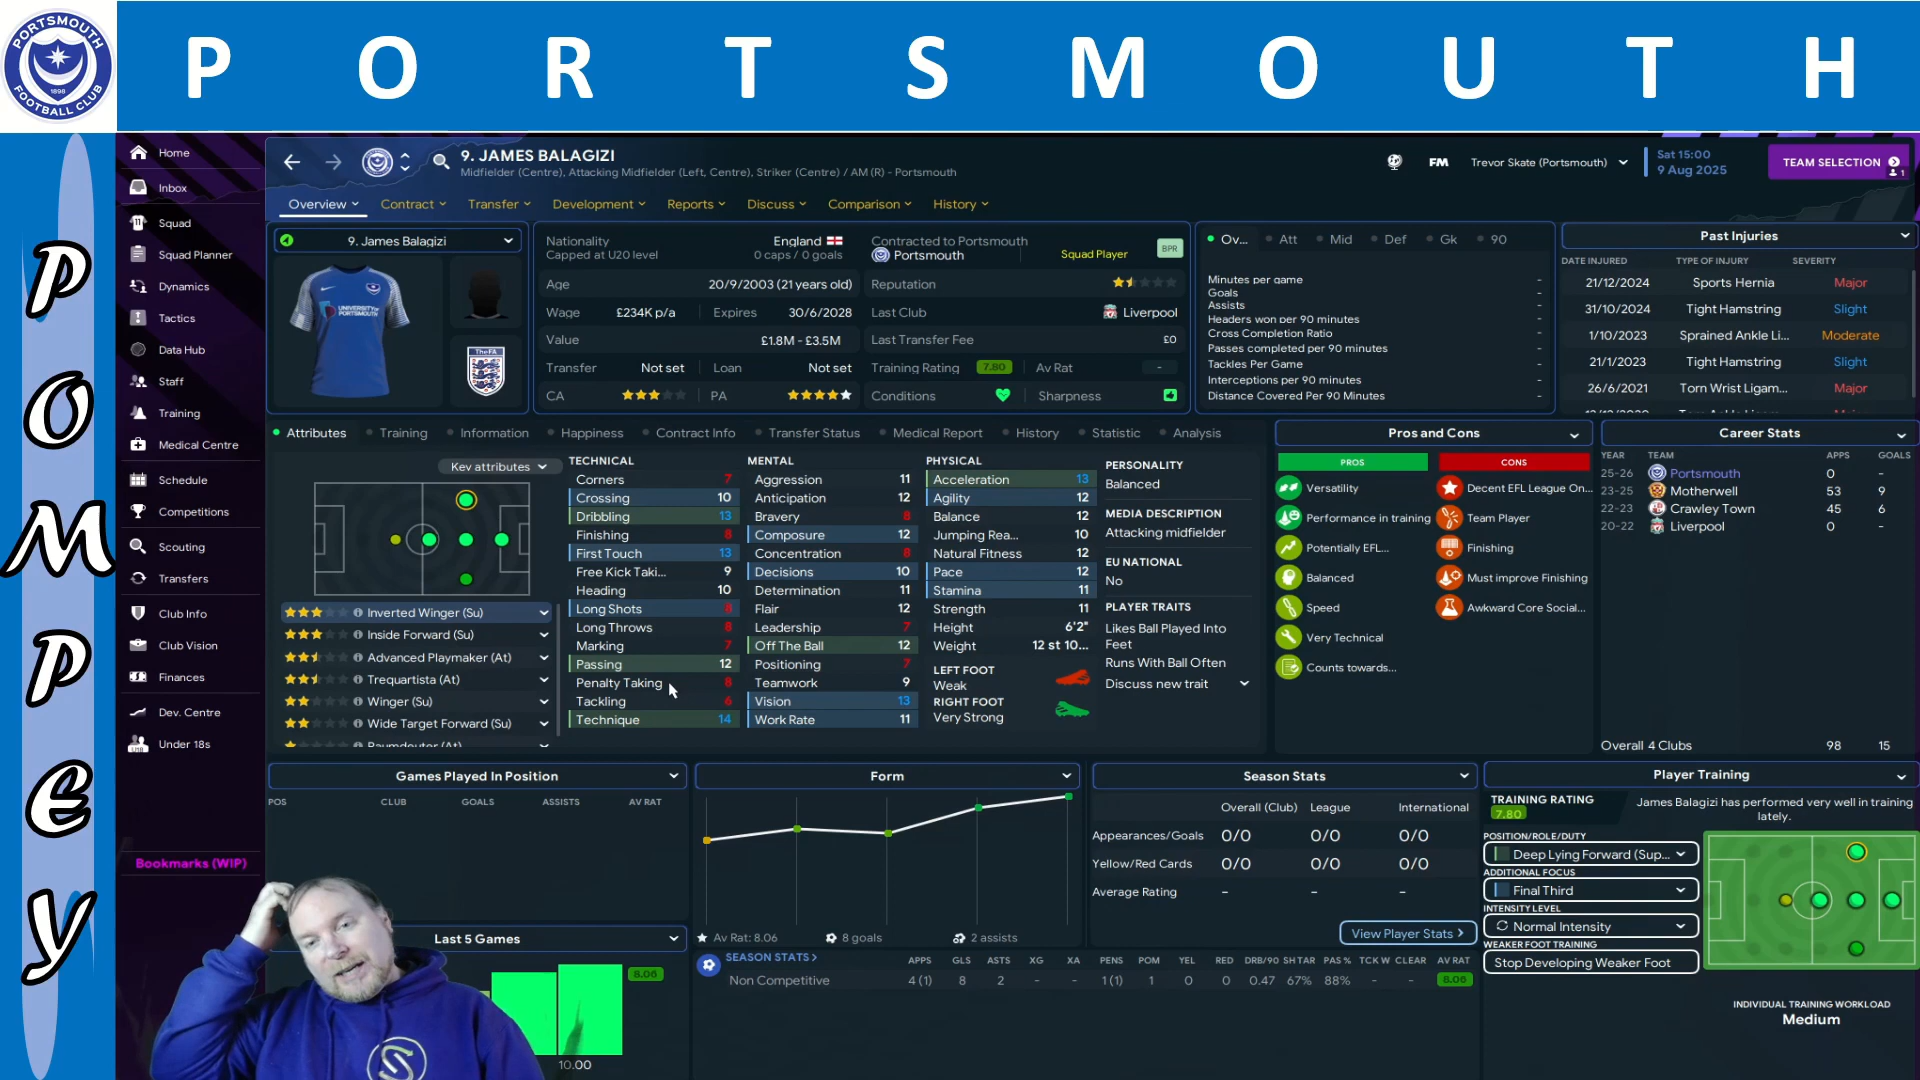 PORTSMOUTH
FOOTBALL CLUB
1898
P O R T S M O U T H
POMPEY
Home
Inbox
Squad
Squad Planner
Dynamics
Tactics
Data Hub
Staff
Training
Medical Centre
Schedule
Competitions
Scouting
Transfers
Club Info
Club Vision
Finances
Dev. Centre
Under 18s
Bookmarks (WIP)
9. JAMES BALAGIZI
Midfielder (Centre), Attacking Midfielder (Left, Centre), Striker (Centre) / AM (R) - Portsmouth
FM
Trevor Skate (Portsmouth)
Sat 15:00
9 Aug 2025
TEAM SELECTION
1
Overview Contract Transfer Development Reports Discuss Comparison History
9. James Balagizi
UNIVERSITY OF
PORTSMOUTH
The FA
Nationality England
Capped at U20 level 0 caps / 0 goals
Age 20/9/2003 (21 years old)
Wage £234K p/a Expires 30/6/2028
Value £1.8M - £3.5M
Transfer Not set Loan Not set
CA PA
Contracted to Portsmouth
Portsmouth Squad Player BPR
Reputation
Last Club Liverpool
Last Transfer Fee £0
Training Rating 7.80 Av Rat -
Conditions Sharpness
Ov... Att Mid Def Gk 90
Minutes per game -
Goals -
Assists -
Headers won per 90 minutes -
Cross Completion Ratio -
Passes completed per 90 minutes -
Tackles Per Game -
Interceptions per 90 minutes -
Distance Covered Per 90 Minutes -
Past Injuries
DATE INJURED TYPE OF INJURY SEVERITY
21/12/2024 Sports Hernia Major
31/10/2024 Tight Hamstring Slight
1/10/2023 Sprained Ankle Li... Moderate
21/1/2023 Tight Hamstring Slight
26/6/2021 Torn Wrist Ligam... Major
Attributes Training Information Happiness Contract Info Transfer Status Medical Report History Statistic Analysis
Key attributes
Inverted Winger (Su)
Inside Forward (Su)
Advanced Playmaker (At)
Trequartista (At)
Winger (Su)
Wide Target Forward (Su)
Raumdeuter (At)
TECHNICAL
Corners 7
Crossing 10
Dribbling 13
Finishing 8
First Touch 13
Free Kick Taki... 9
Heading 10
Long Shots 8
Long Throws 8
Marking 7
Passing 12
Penalty Taking 8
Tackling 6
Technique 14
MENTAL
Aggression 11
Anticipation 12
Bravery 8
Composure 12
Concentration 8
Decisions 10
Determination 11
Flair 12
Leadership 7
Off The Ball 12
Positioning 7
Teamwork 9
Vision 13
Work Rate 11
PHYSICAL
Acceleration 13
Agility 12
Balance 12
Jumping Rea... 10
Natural Fitness 12
Pace 12
Stamina 11
Strength 11
Height 6'2"
Weight 12 st 10...
LEFT FOOT
Weak
RIGHT FOOT
Very Strong
PERSONALITY
Balanced
MEDIA DESCRIPTION
Attacking midfielder
EU NATIONAL
No
PLAYER TRAITS
Likes Ball Played Into
Feet
Runs With Ball Often
Discuss new trait
Pros and Cons
PROS
Versatility
Performance in training
Potentially EFL...
Balanced
Speed
Very Technical
Counts towards...
CONS
Decent EFL League On...
Team Player
Finishing
Must improve Finishing
Awkward Core Social...
Career Stats
YEAR TEAM APPS GOALS
25-26 Portsmouth 0 -
23-25 Motherwell 53 9
22-23 Crawley Town 45 6
20-22 Liverpool 0 -
Overall 4 Clubs 98 15
Games Played In Position
POS CLUB GOALS ASSISTS AV RAT
Last 5 Games
8.06
10.00
Form
Av Rat: 8.06 8 goals 2 assists
Season Stats
Overall (Club) League International
Appearances/Goals 0/0 0/0 0/0
Yellow/Red Cards 0/0 0/0 0/0
Average Rating - - -
View Player Stats >
SEASON STATS > APPS GLS ASTS XG XA PENS POM YEL RED DRB/90 SH TAR PAS % TCK W CLEAR AV RAT
Non Competitive 4 (1) 8 2 - - 1 (1) 1 0 0 0.47 67% 88% - - 8.06
Player Training
TRAINING RATING
7.80
James Balagizi has performed very well in training
lately.
POSITION/ROLE/DUTY
Deep Lying Forward (Sup...
ADDITIONAL FOCUS
Final Third
INTENSITY LEVEL
Normal Intensity
WEAKER FOOT TRAINING
Stop Developing Weaker Foot
INDIVIDUAL TRAINING WORKLOAD
Medium